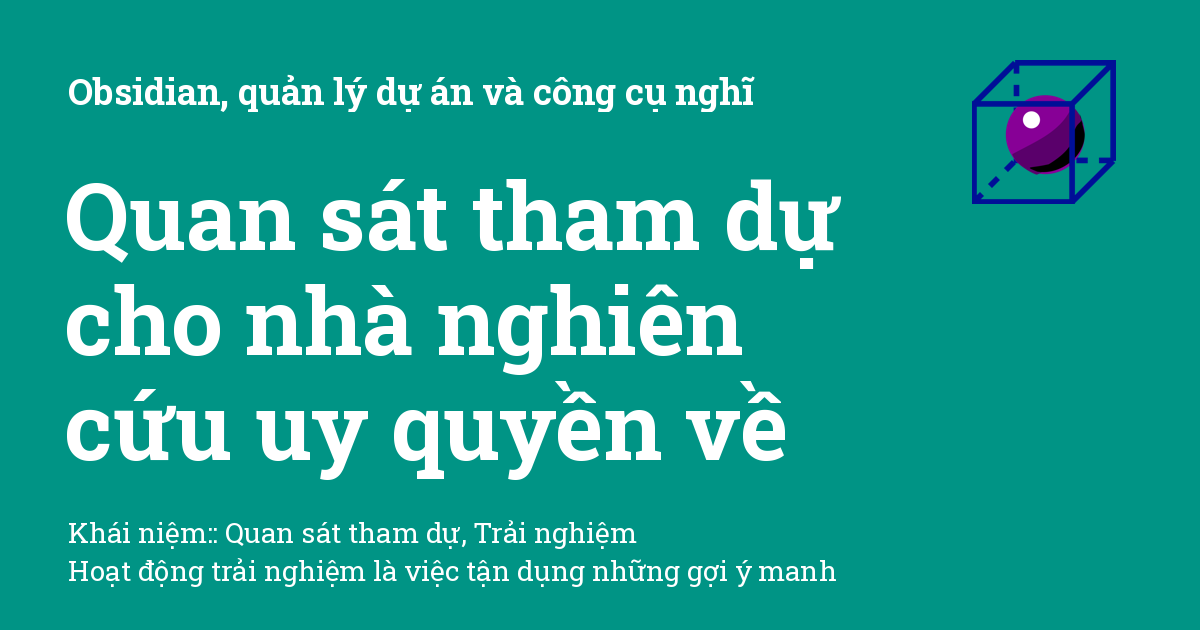 Obsidian, quản lý dự án và công cụ nghĩ
Quan sát tham dự
cho nhà nghiên
cứu uy quyền về
Khái niệm:: Quan sát tham dự, Trải nghiệm
Hoạt động trải nghiệm là việc tận dụng những gợi ý manh